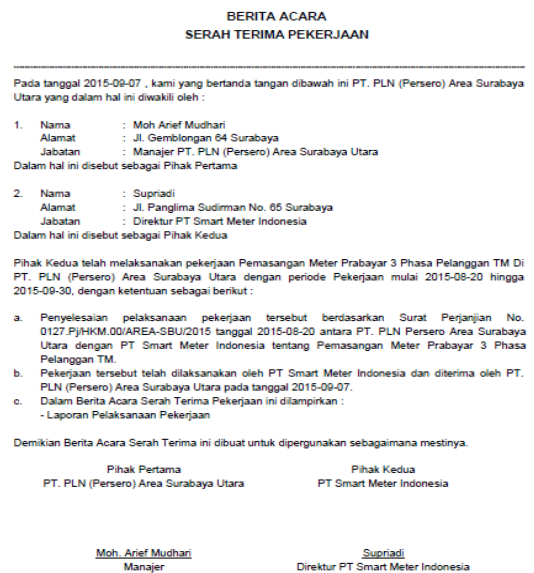 BERITA ACARA
SERAH TERIMA PEKERJAAN
Pada tanggal 2015-09-07 , kami yang bertanda tangan dibawah ini PT. PLN (Persero) Area Surabaya
Utara yang dalam hal ini diwakili oleh :
1. Nama : Moh Arief Mudhari
Alamat : Jl. Gemblongan 64 Surabaya
Jabatan : Manajer PT. PLN (Persero) Area Surabaya Utara
Dalam hal ini disebut sebagai Pihak Pertama
2. Nama : Supriadi
Alamat : Jl. Panglima Sudirman No. 65 Surabaya
Jabatan : Direktur PT Smart Meter Indonesia
Dalam hal ini disebut sebagai Pihak Kedua
Pihak Kedua telah melaksanakan pekerjaan Pemasangan Meter Prabayar 3 Phasa Pelanggan TM Di
PT. PLN (Persero) Area Surabaya Utara dengan periode Pekerjaan mulai 2015-08-20 hingga
2015-09-30, dengan ketentuan sebagai berikut :
a. Penyelesaian pelaksanaan pekerjaan tersebut berdasarkan Surat Perjanjian No.
0127.Pj/HKM.00/AREA-SBU/2015 tanggal 2015-08-20 antara PT. PLN Persero Area Surabaya
Utara dengan PT Smart Meter Indonesia tentang Pemasangan Meter Prabayar 3 Phasa
Pelanggan TM.
b. Pekerjaan tersebut telah dilaksanakan oleh PT Smart Meter Indonesia dan diterima oleh PT.
PLN (Persero) Area Surabaya Utara pada tanggal 2015-09-07.
c. Dalam Berita Acara Serah Terima Pekerjaan ini dilampirkan :
- Laporan Pelaksanaan Pekerjaan
Demikian Berita Acara Serah Terima ini dibuat untuk dipergunakan sebagaimana mestinya.
Pihak Pertama Pihak Kedua
PT. PLN (Persero) Area Surabaya Utara PT Smart Meter Indonesia
Moh. Arief Mudhari Supriadi
Manajer Direktur PT Smart Meter Indonesia